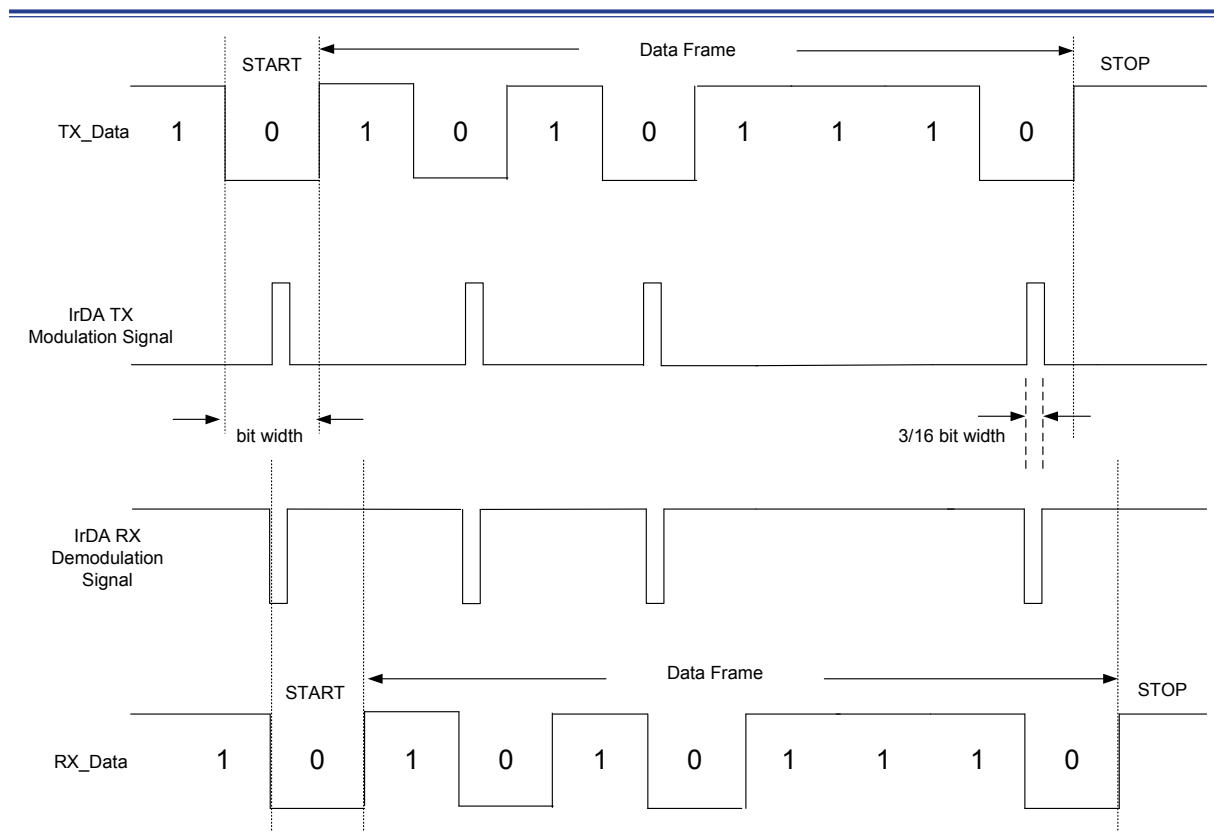 Data Frame
START
STOP
TX_Data 1 0 1 0 1 0 1 1 1 0
IrDA TX
Modulation Signal
bit width
3/16 bit width
IrDA RX
Demodulation
Signal
Data Frame
START
STOP
RX_Data 1 0 1 0 1 0 1 1 1 0